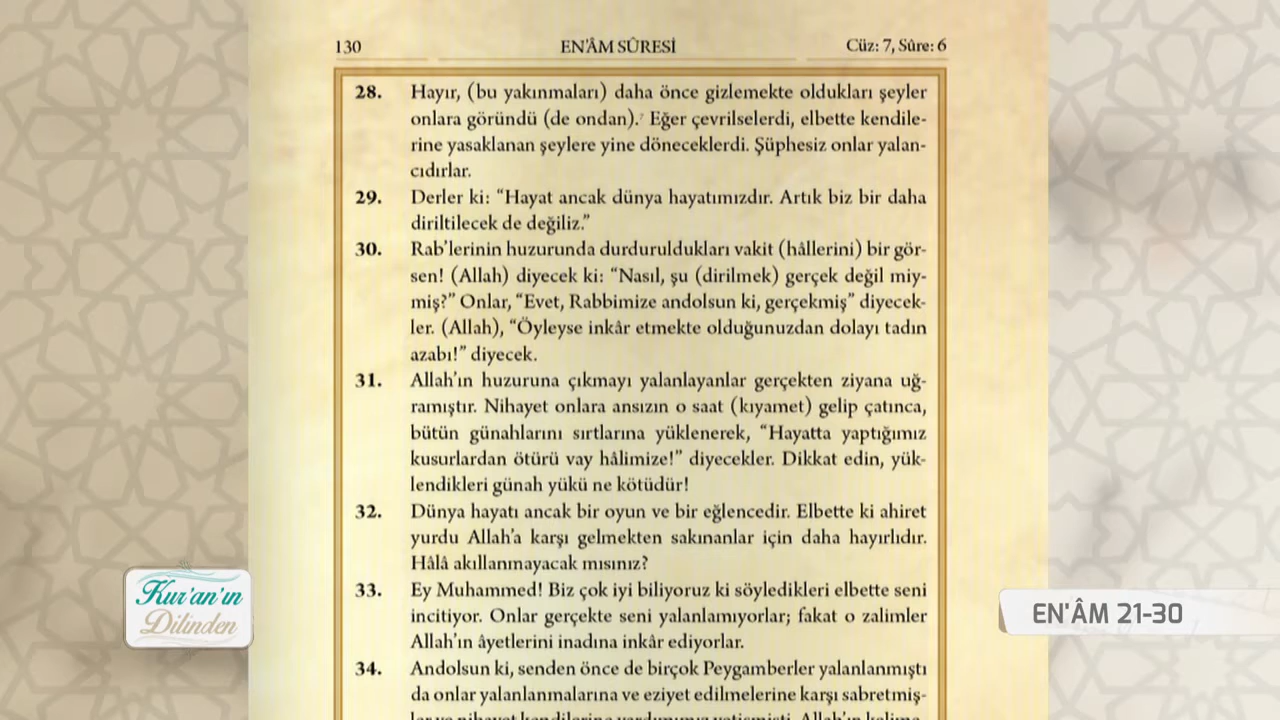 130 EN'ÂM SÛRESİ Cüz: 7, Sûre: 6
28. Hayır, (bu yakınmaları) daha önce gizlemekte oldukları şeyler
onlara göründü (de ondan).⁷ Eğer çevrilselerdi, elbette kendile-
rine yasaklanan şeylere yine döneceklerdi. Şüphesiz onlar yalan-
cıdırlar.
29. Derler ki: “Hayat ancak dünya hayatımızdır. Artık biz bir daha
diriltilecek de değiliz.”
30. Rab’lerinin huzurunda durduruldukları vakit (hâllerini) bir gör-
sen! (Allah) diyecek ki: “Nasıl, şu (dirilmek) gerçek değil miy-
miş?” Onlar, “Evet, Rabbimize andolsun ki, gerçekmiş” diyecek-
ler. (Allah), “Öyleyse inkâr etmekte olduğunuzdan dolayı tadın
azabı!” diyecek.
31. Allah’ın huzuruna çıkmayı yalanlayanlar gerçekten ziyana uğ-
ramıştır. Nihayet onlara ansızın o saat (kıyamet) gelip çatınca,
bütün günahlarını sırtlarına yüklenerek, “Hayatta yaptığımız
kusurlardan ötürü vay hâlimize!” diyecekler. Dikkat edin, yük-
lendikleri günah yükü ne kötüdür!
32. Dünya hayatı ancak bir oyun ve bir eğlencedir. Elbette ki ahiret
yurdu Allah’a karşı gelmekten sakınanlar için daha hayırlıdır.
Hâlâ akıllanmayacak mısınız?
33. Ey Muhammed! Biz çok iyi biliyoruz ki söyledikleri elbette seni
incitiyor. Onlar gerçekte seni yalanlamıyorlar; fakat o zalimler
Allah’ın âyetlerini inadına inkâr ediyorlar.
34. Andolsun ki, senden önce de birçok Peygamberler yalanlanmıştı
da onlar yalanlanmalarına ve eziyet edilmelerine karşı sabretmiş-
ler ve nihayet kendilerine yardımımız yetişmişti. Allah’ın kelime-
Kur'an'ın
Dilinden
EN'ÂM 21-30